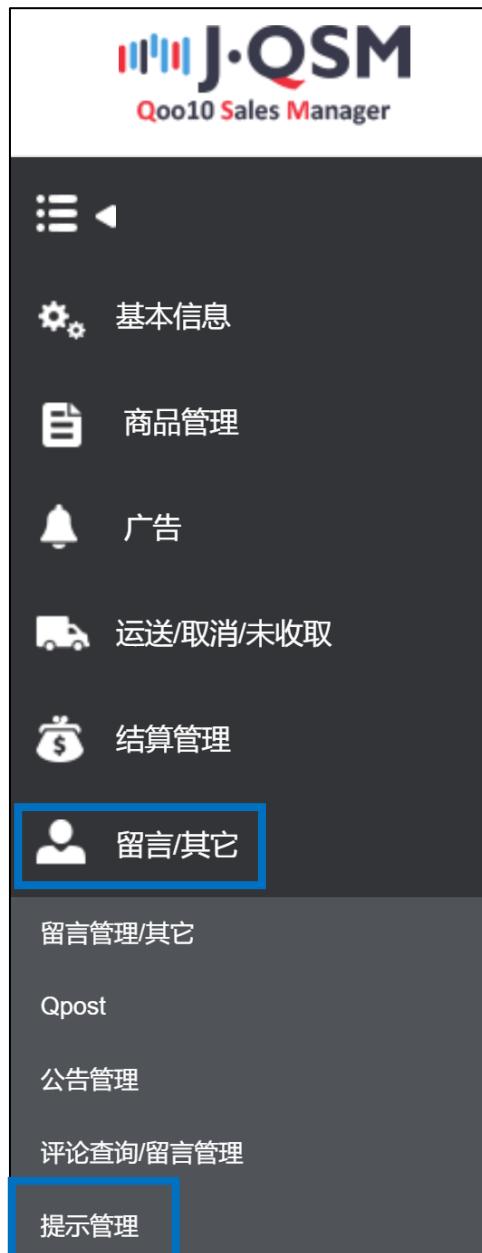 J·QSM
Qoo10 Sales Manager
基本信息
商品管理
广告
运送/取消/未收取
结算管理
留言/其它
留言管理/其它
Qpost
公告管理
评论查询/留言管理
提示管理